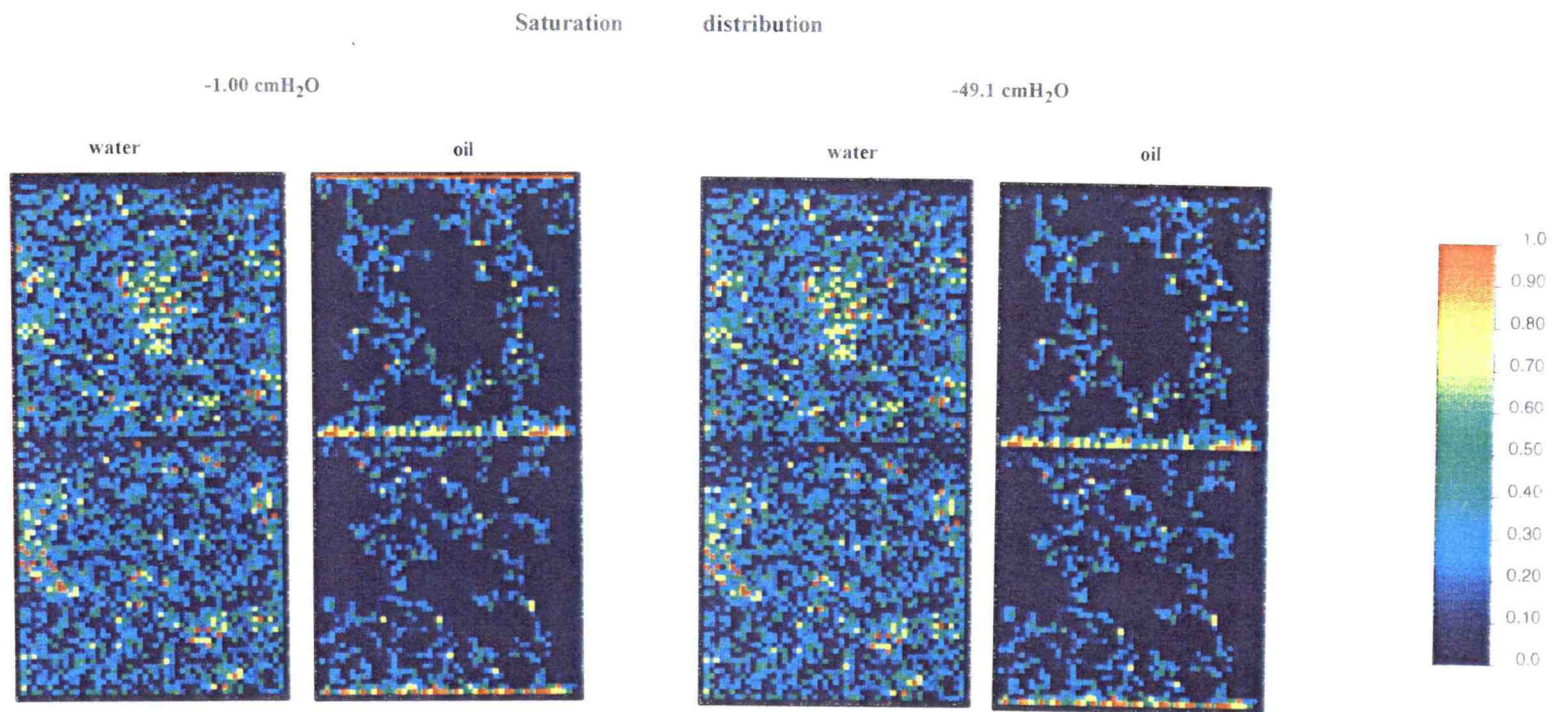 Saturation distribution
-1.00 cmH2O
-49.1 cmH2O
water
oil
water
oil
1.0
0.90
0.80
0.70
0.60
0.50
0.40
0.30
0.20
0.10
0.0